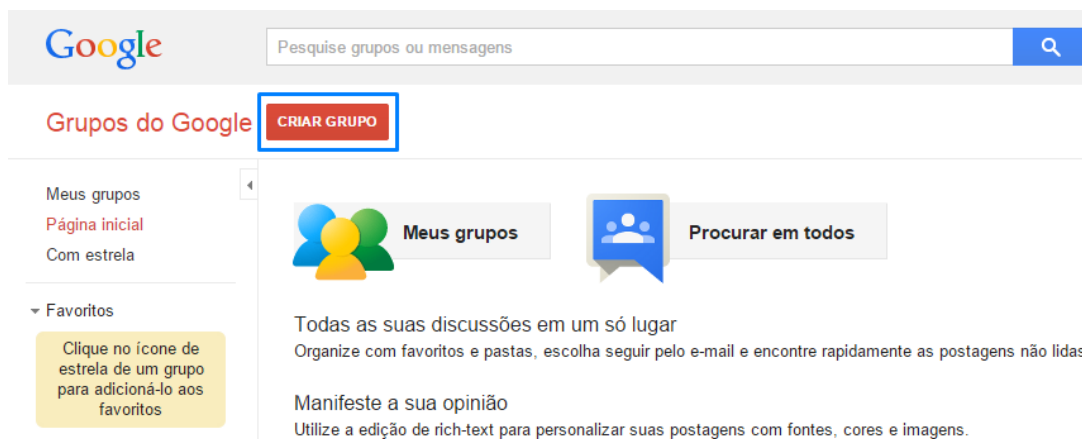 Google
Pesquise grupos ou mensagens
Grupos do Google
CRIAR GRUPO
Meus grupos
Página inicial
Com estrela
Favoritos
Clique no ícone de
estrela de um grupo
para adicioná-lo aos
favoritos
Meus grupos
Procurar em todos
Todas as suas discussões em um só lugar
Organize com favoritos e pastas, escolha seguir pelo e-mail e encontre rapidamente as postagens não lidas
Manifeste a sua opinião
Utilize a edição de rich-text para personalizar suas postagens com fontes, cores e imagens.